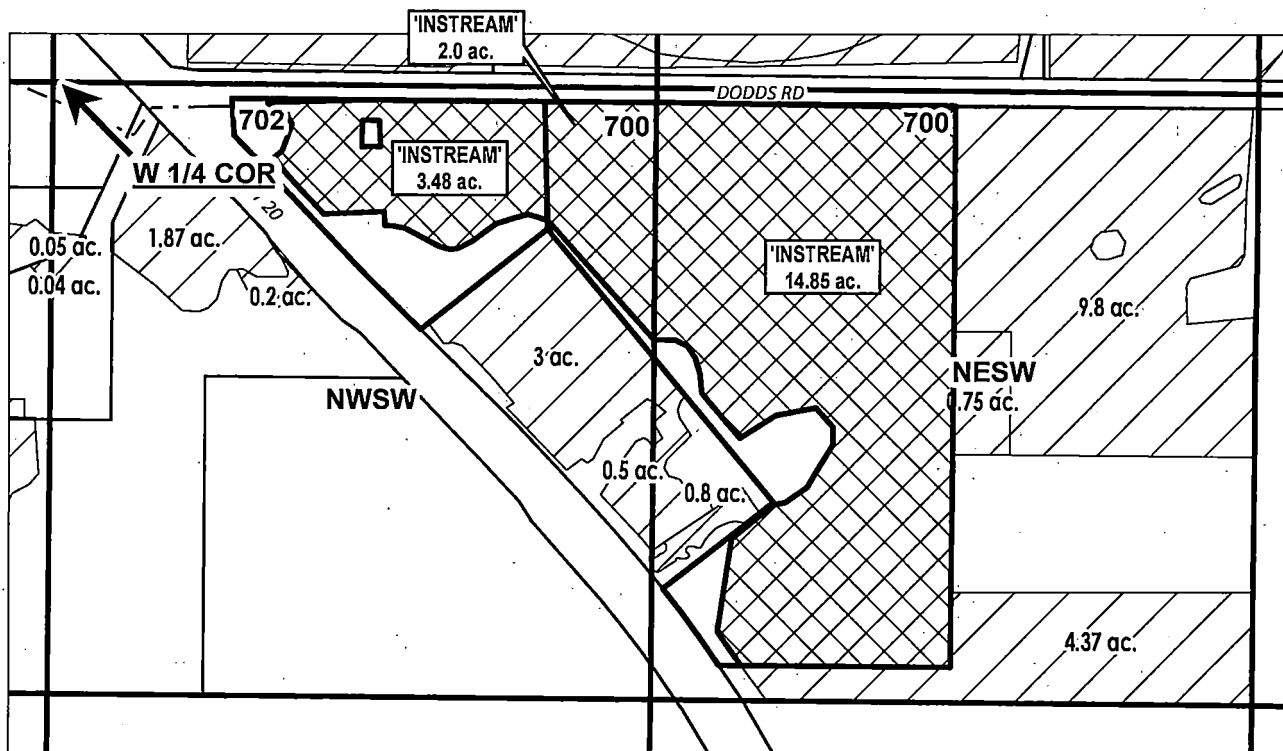 'INSTREAM'
2.0 ac.
DODDS RD
702
700
700
'INSTREAM'
3.48 ac.
W 1/4 COR
20
0.05 ac.
1.87 ac.
0.04 ac.
0.2 ac.
'INSTREAM'
14.85 ac.
9.8 ac.
3 ac.
NESW
0.75 ac.
NWSW
0.5 ac.
0.8 ac.
4.37 ac.